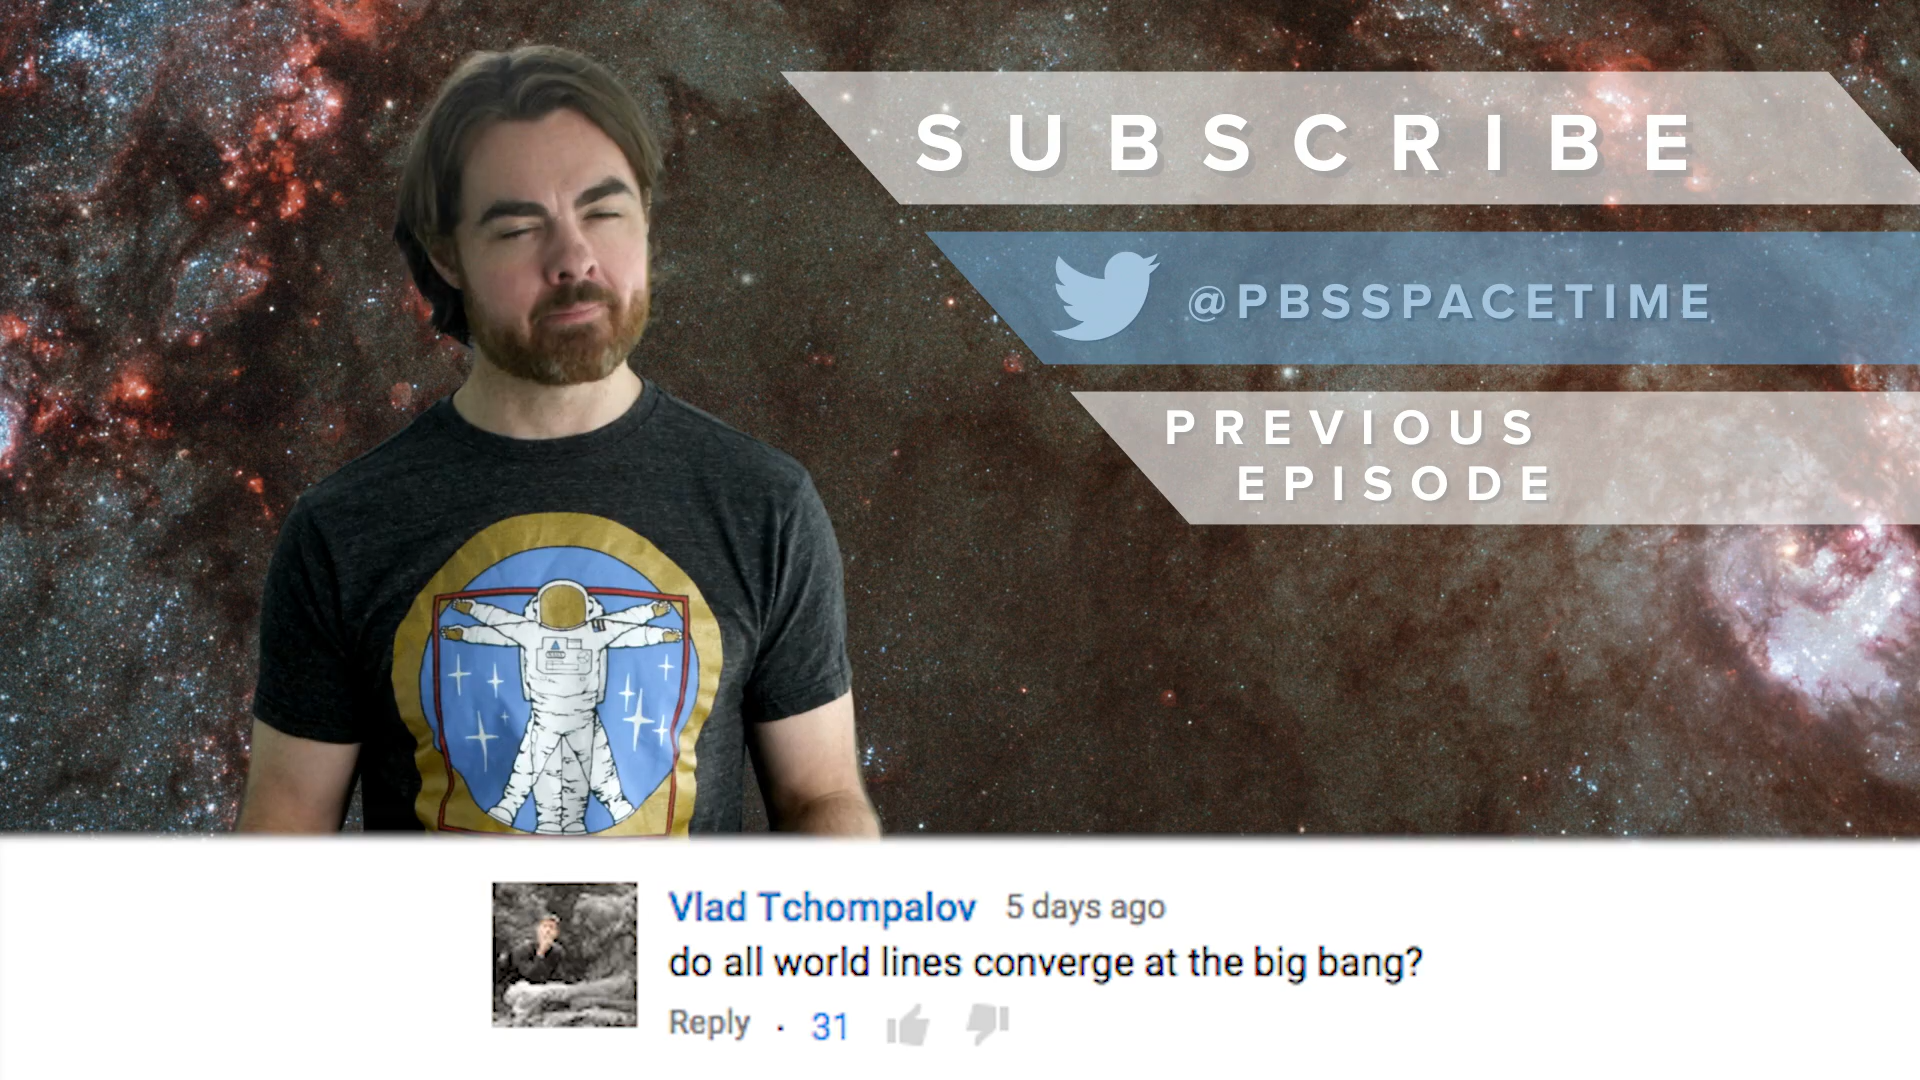 SUBSCRIBE
@PBSSPACETIME
PREVIOUS
EPISODE
Vlad Tchompalov 5 days ago
do all world lines converge at the big bang?
Reply · 31